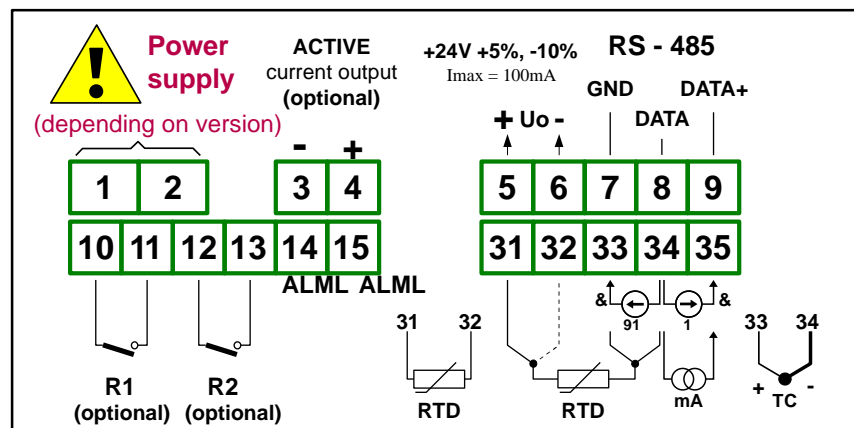 Power
supply
(depending on version)
ACTIVE
current output
(optional)
- +
+24V +5%, -10%
Imax = 100mA
+ Uo -
RS - 485
GND DATA+
DATA
1 2 3 4 5 6 7 8 9
10 11 12 13 14 15 31 32 33 34 35
ALML ALML
R1
(optional)
R2
(optional)
31 32
RTD
RTD
& 91 1 &
mA
33 34
+ TC -